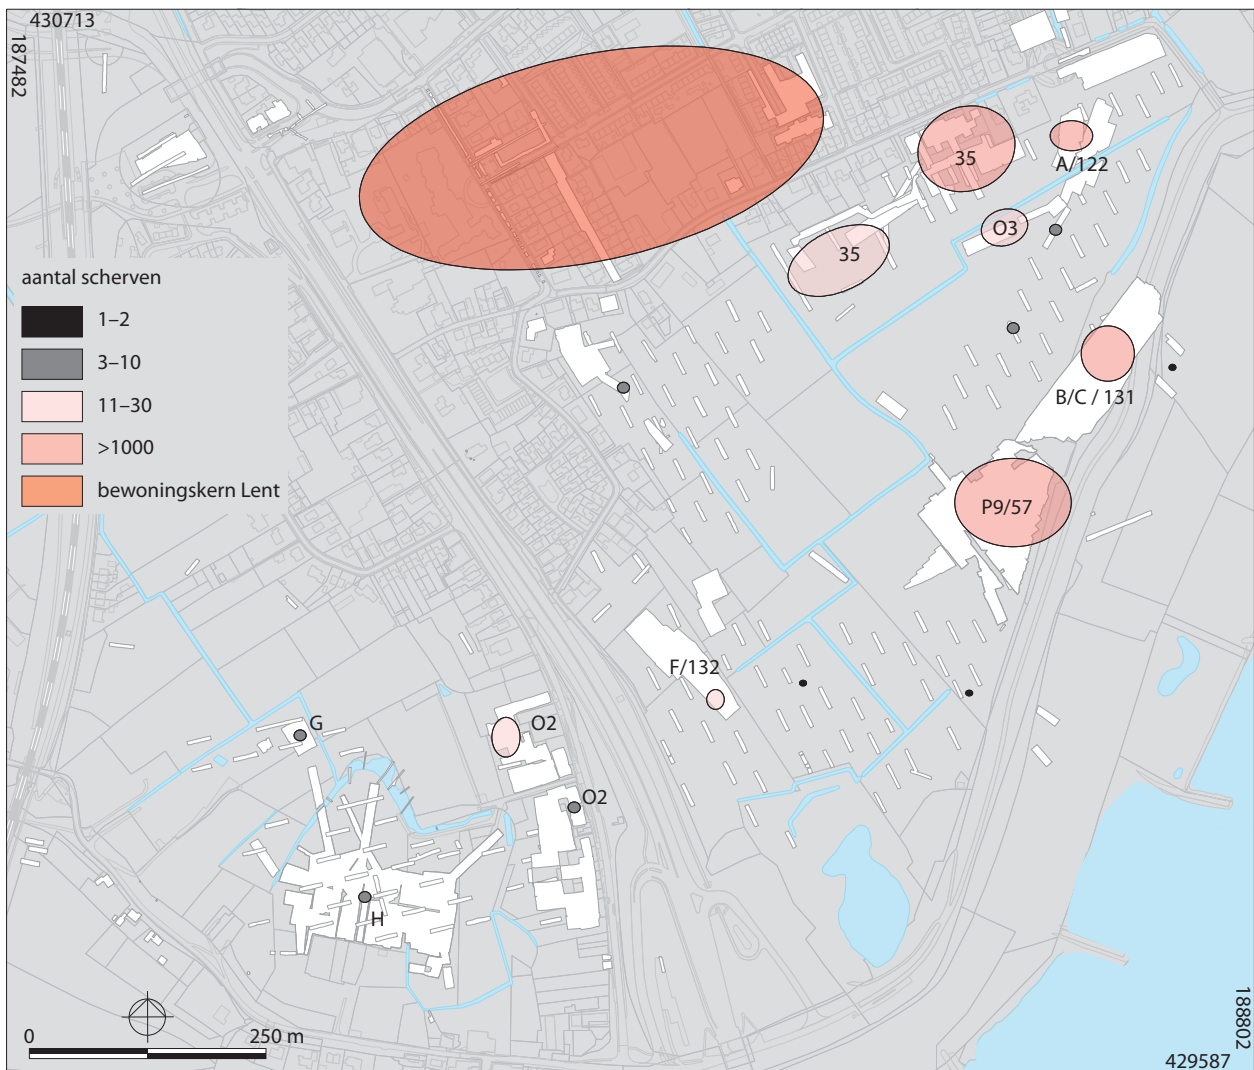 430713
187482
35
A/122
O3
35
aantal scherven
1–2
3–10
11–30
>1000
bewoningskern Lent
B/C / 131
P9/57
F/132
G
O2
O2
H
0 250 m
188802
429587